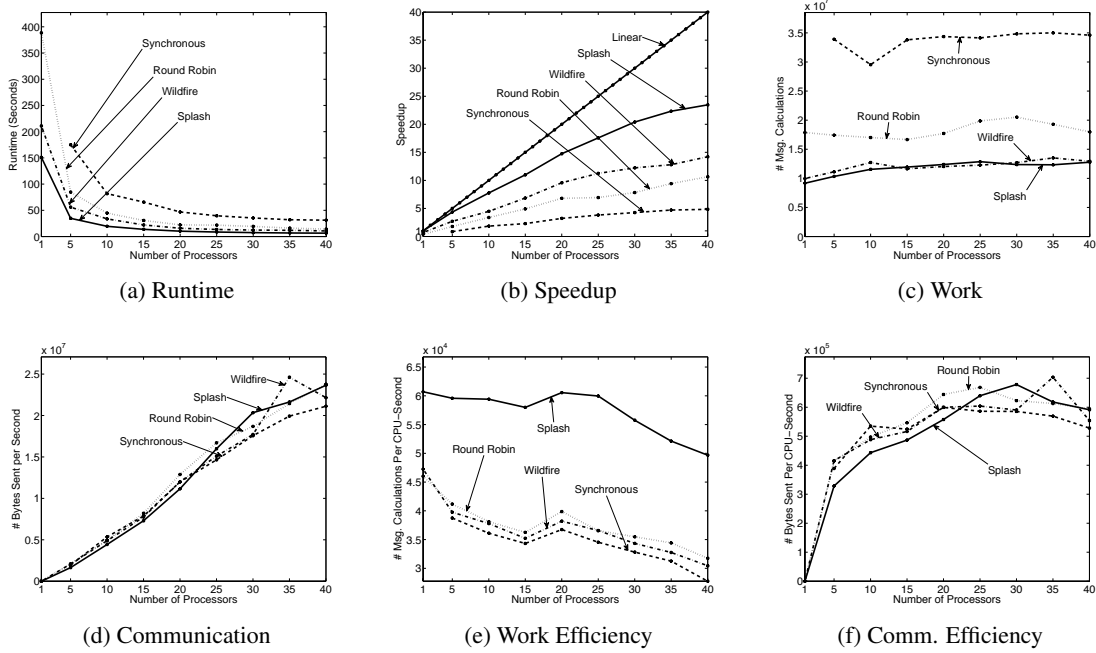 400
350
300
250
200
150
100
50
0
Runtime (Seconds)
Synchronous
Round Robin
Wildfire
Splash
1 5 10 15 20 25 30 35 40
Number of Processors
(a) Runtime
40
35
30
25
20
15
10
5
1
Speedup
Linear
Splash
Wildfire
Round Robin
Synchronous
1 5 10 15 20 25 30 35 40
Number of Processors
(b) Speedup
x 10^7
3.5
3
2.5
2
1.5
1
0.5
0
# Msg. Calculations
Synchronous
Round Robin
Wildfire
Splash
1 5 10 15 20 25 30 35 40
Number of Processors
(c) Work
x 10^7
2.5
2
1.5
1
0.5
0
# Bytes Sent per Second
Wildfire
Splash
Round Robin
Synchronous
1 5 10 15 20 25 30 35 40
Number of Processors
(d) Communication
x 10^4
6.5
6
5.5
5
4.5
4
3.5
3
# Msg. Calculations Per CPU-Second
Splash
Round Robin
Wildfire
Synchronous
1 5 10 15 20 25 30 35 40
Number of Processors
(e) Work Efficiency
x 10^5
7
6
5
4
3
2
1
0
# Bytes Sent Per CPU-Second
Round Robin
Synchronous
Wildfire
Splash
1 5 10 15 20 25 30 35 40
Number of Processors
(f) Comm. Efficiency